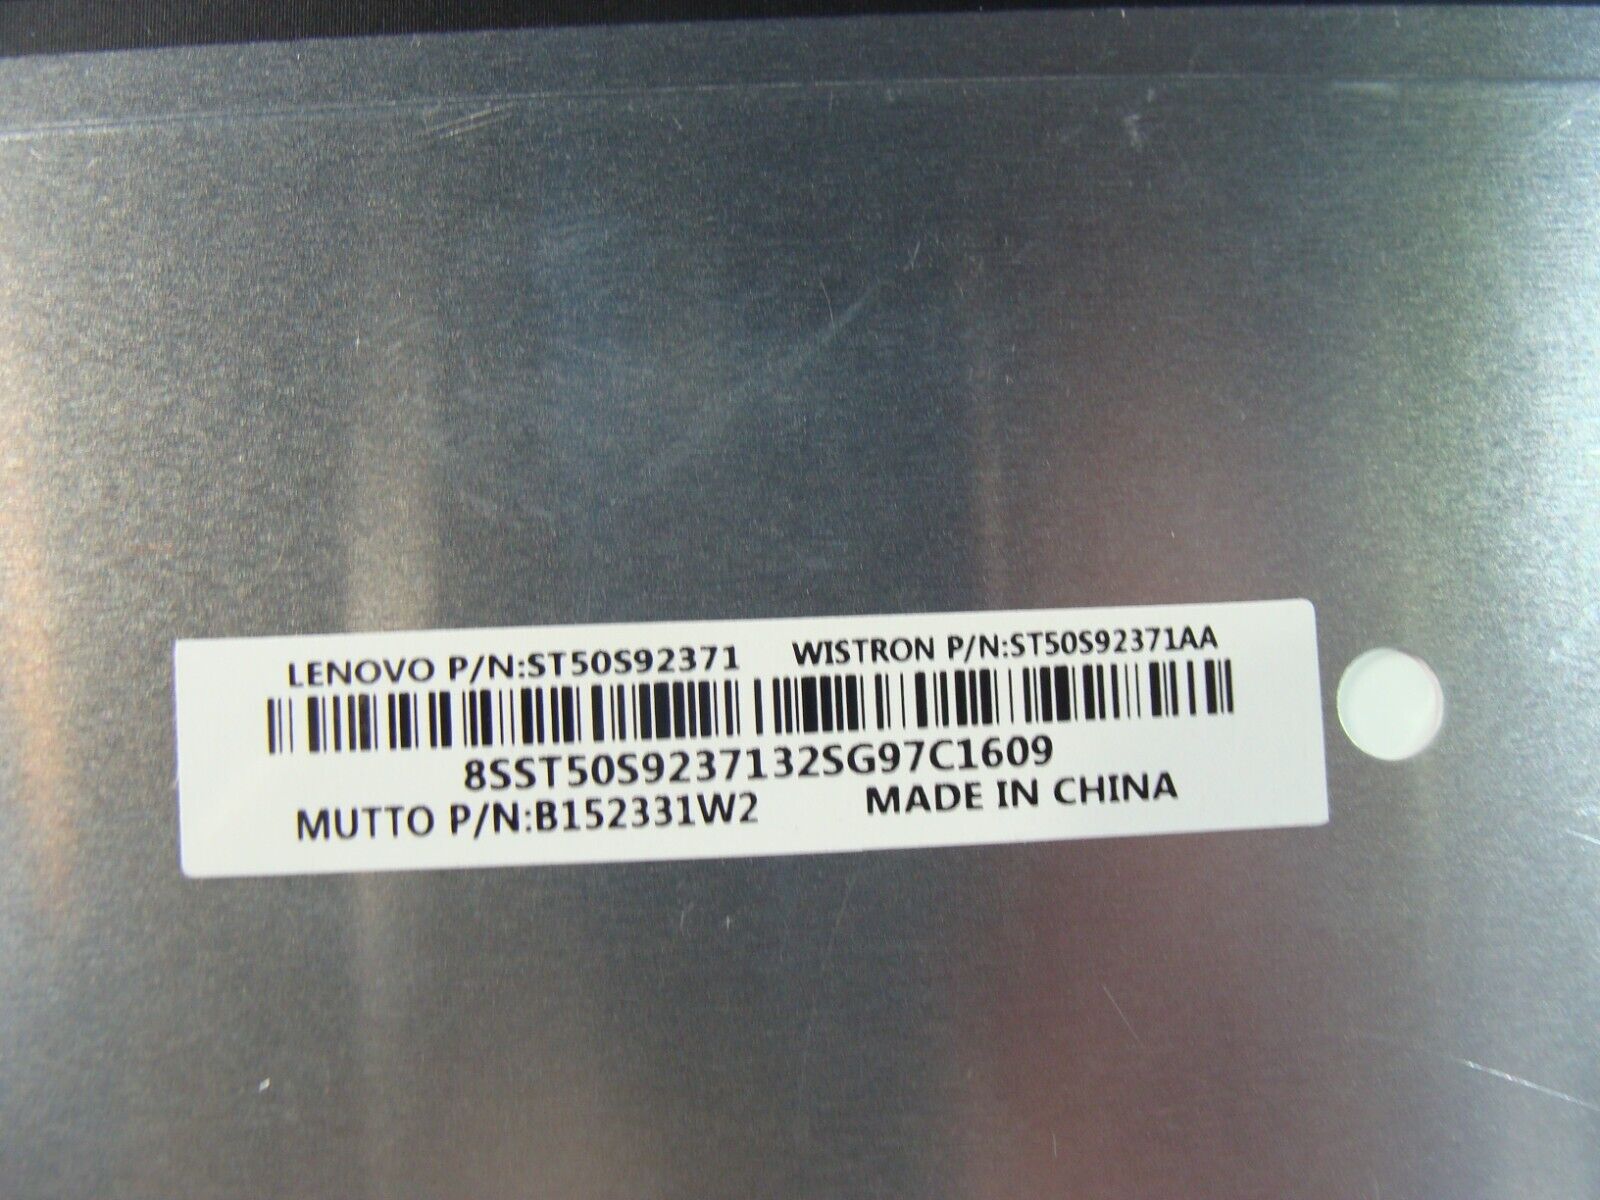 LENOVO P/N:ST50S92371 WISTRON P/N:ST50S92371AA
8SST50S9237132SG97C1609
MUTTO P/N:B152331W2 MADE IN CHINA